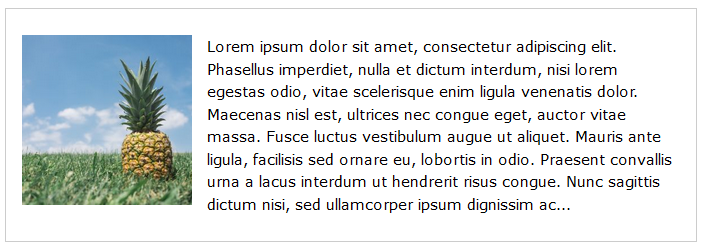 Lorem ipsum dolor sit amet, consectetur adipiscing elit.
Phasellus imperdiet, nulla et dictum interdum, nisi lorem
egestas odio, vitae scelerisque enim ligula venenatis dolor.
Maecenas nisl est, ultrices nec congue eget, auctor vitae
massa. Fusce luctus vestibulum augue ut aliquet. Mauris ante
ligula, facilisis sed ornare eu, lobortis in odio. Praesent convallis
urna a lacus interdum ut hendrerit risus congue. Nunc sagittis
dictum nisi, sed ullamcorper ipsum dignissim ac...